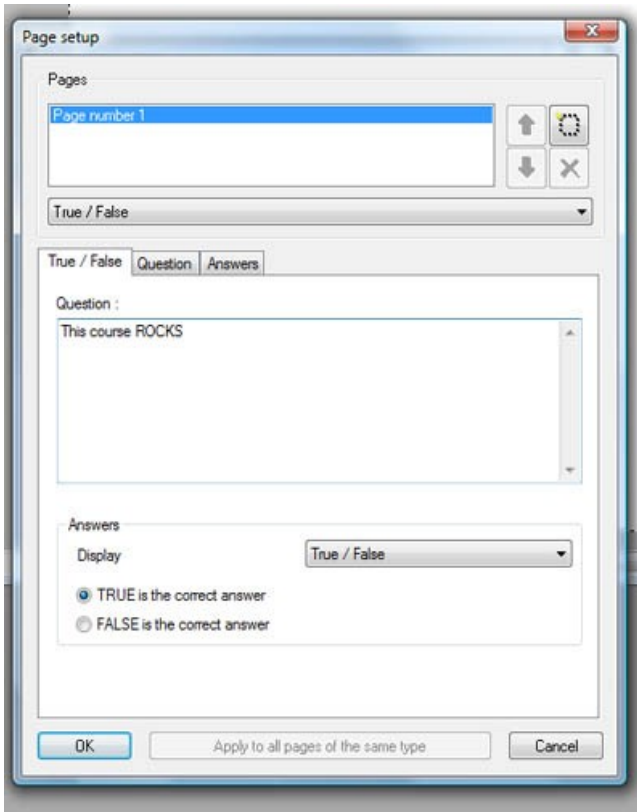 Page setup
Pages
Page number 1
True / False
True / False Question Answers
Question :
This course ROCKS
Answers
Display True / False
TRUE is the correct answer
FALSE is the correct answer
OK Apply to all pages of the same type Cancel